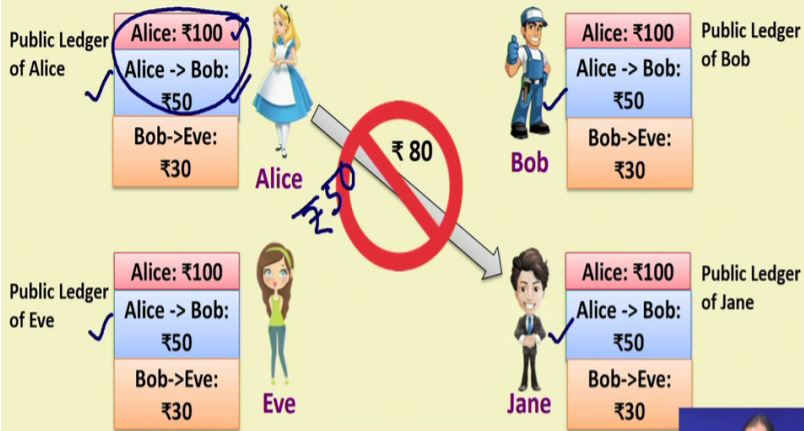 Public Ledger
of Alice
Alice: ₹100
Alice -> Bob:
₹50
Bob->Eve:
₹30
Alice
Alice: ₹100
Alice -> Bob:
₹50
Bob->Eve:
₹30
Public Ledger
of Bob
Bob
₹ 80
₹50
Public Ledger
of Eve
Alice: ₹100
Alice -> Bob:
₹50
Bob->Eve:
₹30
Eve
Alice: ₹100
Alice -> Bob:
₹50
Bob->Eve:
₹30
Public Ledger
of Jane
Jane